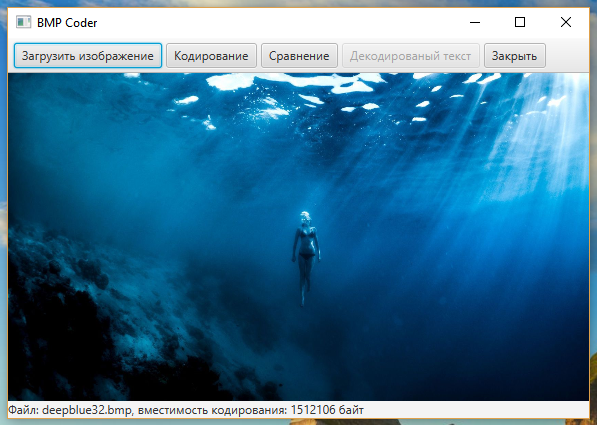 BMP Coder
Загрузить изображение Кодирование Сравнение Декодированый текст Закрыть
Файл: deepblue32.bmp, вместимость кодирования: 1512106 байт